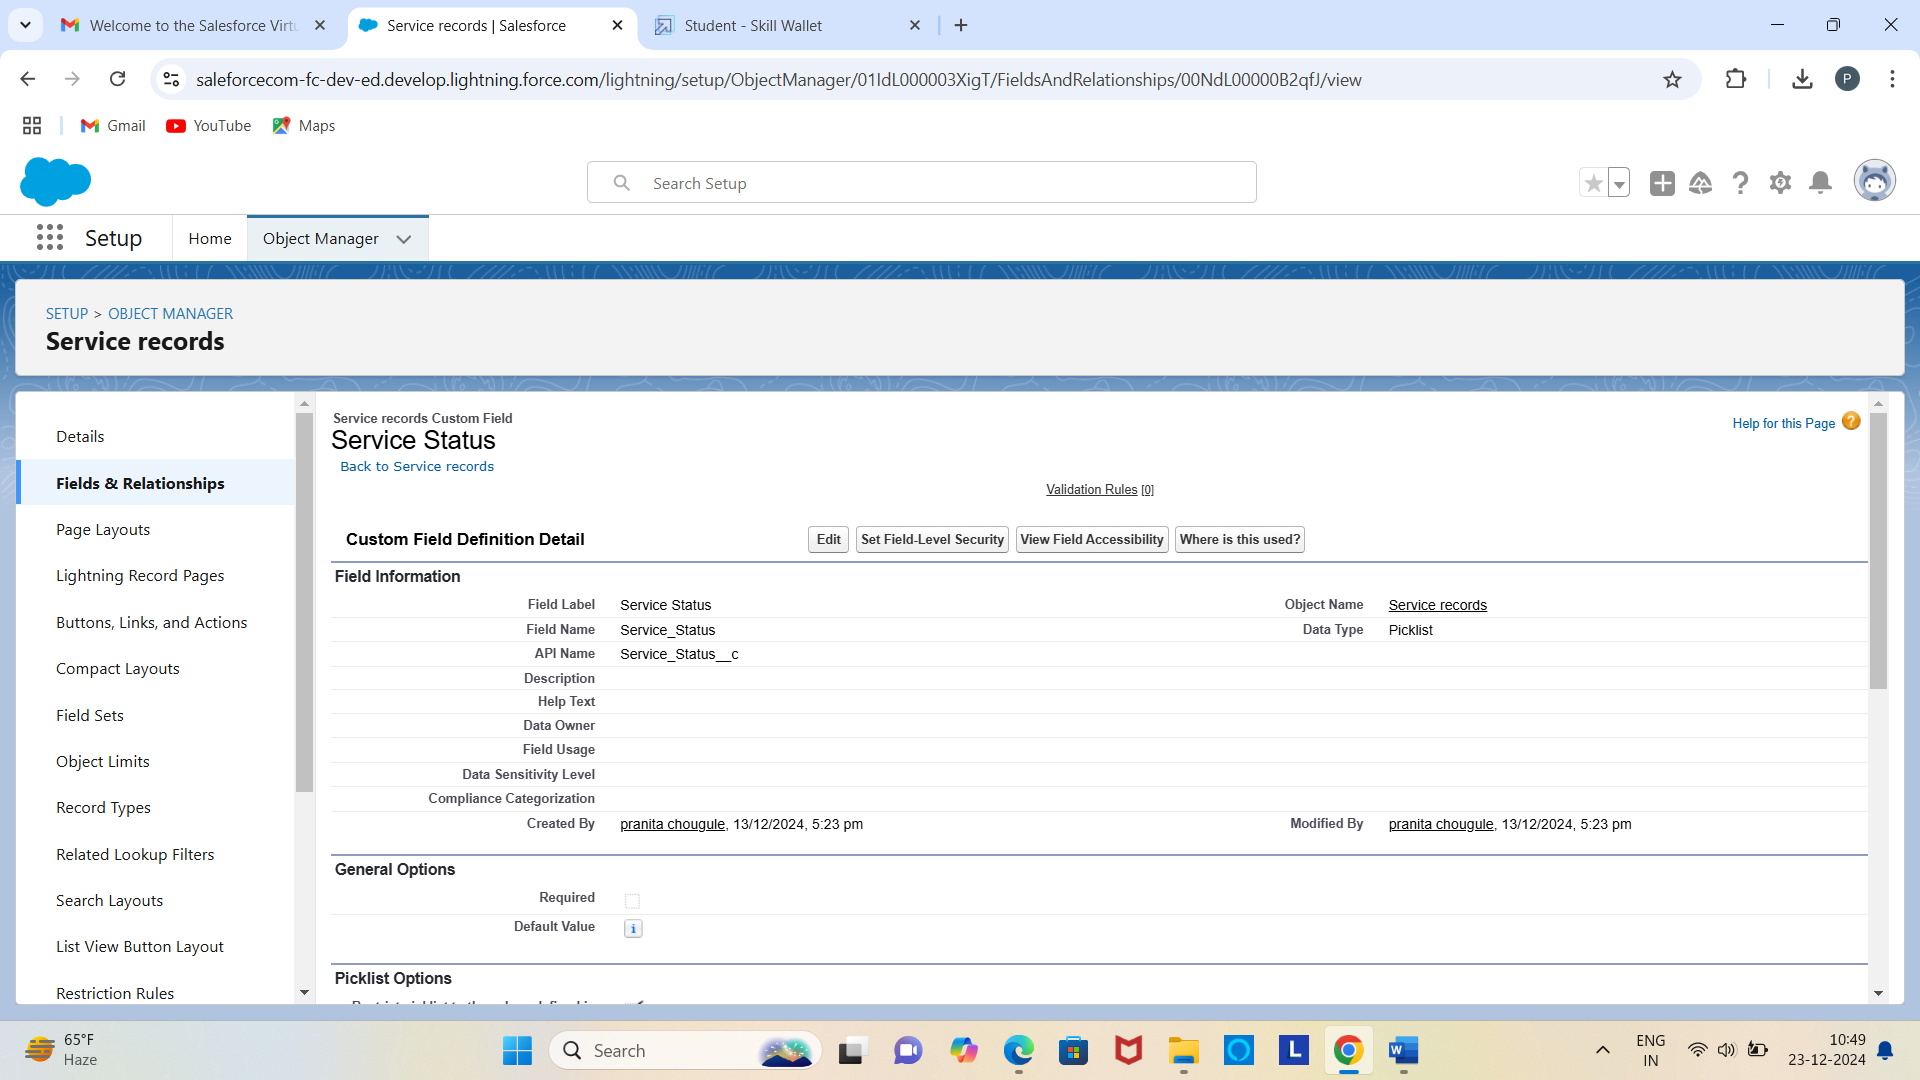 Welcome to the Salesforce Virtu
Service records | Salesforce
Student - Skill Wallet
saleforcecom-fc-dev-ed.develop.lightning.force.com/lightning/setup/ObjectManager/01IdL000003XigT/FieldsAndRelationships/00NdL00000B2qfJ/view
P
Gmail
YouTube
Maps
Search Setup
Setup
Home
Object Manager
SETUP > OBJECT MANAGER
Service records
Details
Fields & Relationships
Page Layouts
Lightning Record Pages
Buttons, Links, and Actions
Compact Layouts
Field Sets
Object Limits
Record Types
Related Lookup Filters
Search Layouts
List View Button Layout
Restriction Rules
Service records Custom Field
Service Status
Back to Service records
Help for this Page
Validation Rules [0]
Custom Field Definition Detail
Edit
Set Field-Level Security
View Field Accessibility
Where is this used?
Field Information
Field Label Service Status
Object Name Service records
Field Name Service_Status
Data Type Picklist
API Name Service_Status__c
Description
Help Text
Data Owner
Field Usage
Data Sensitivity Level
Compliance Categorization
Created By pranita chougule, 13/12/2024, 5:23 pm
Modified By pranita chougule, 13/12/2024, 5:23 pm
General Options
Required
Default Value
Picklist Options
65°F
Haze
Search
ENG
IN
10:49
23-12-2024